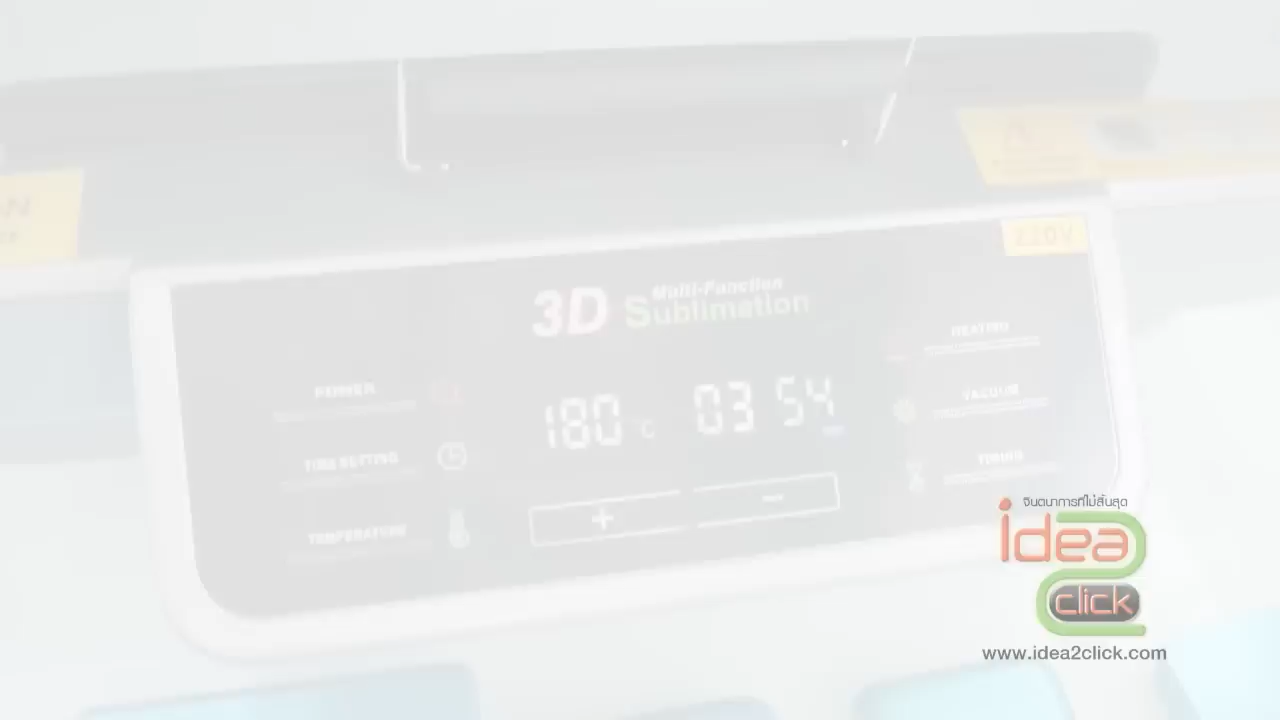 220V
3D Multi-Function
Sublimation
POWER
TIME SETTING
TEMPERATURE
180 °C
03 54
+
-
HEATING
VACUUM
TIMING
จินตนาการที่ไม่สิ้นสุด
idea
2
click
www.idea2click.com